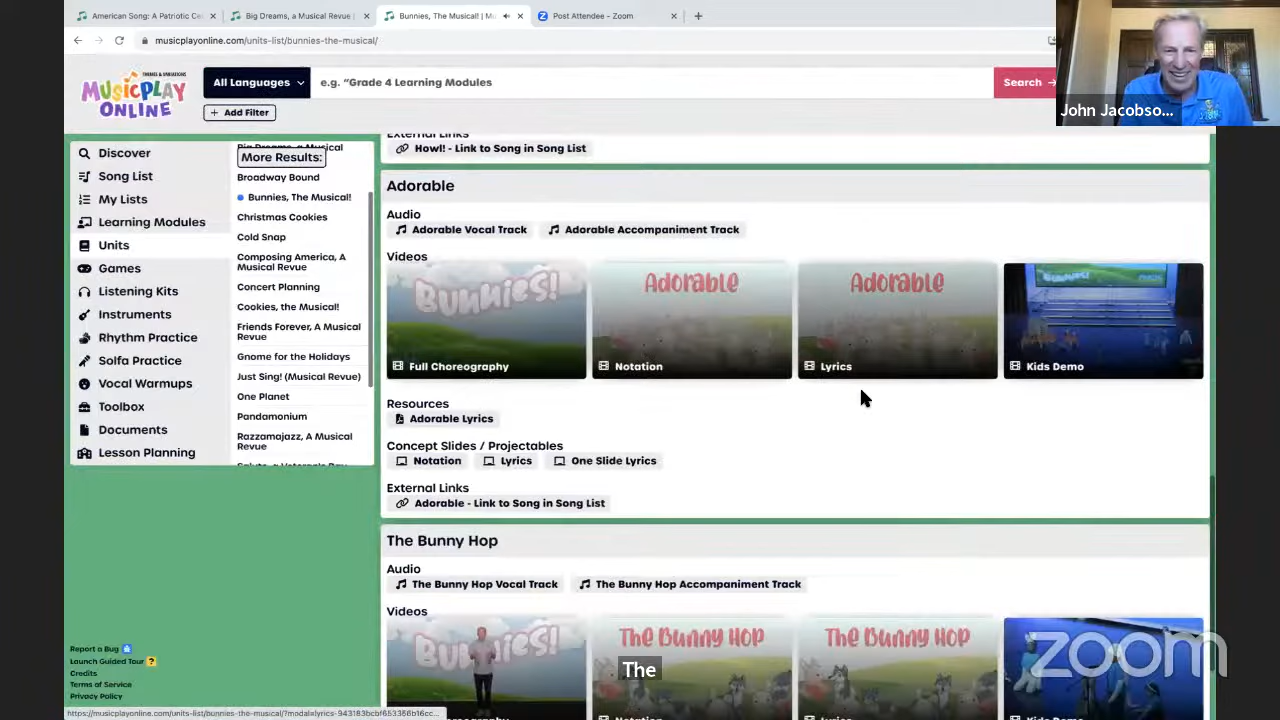 American Song: A Patriotic Ce
Big Dreams, a Musical Revue |
Bunnies, The Musical! | Mu
Post Attendee - Zoom
musicplayonline.com/units-list/bunnies-the-musical/
THEMES & VARIATIONS
MUSICPLAY
ONLINE
All Languages
e.g. "Grade 4 Learning Modules
Search →
+ Add Filter
John Jacobso...
Discover
Song List
My Lists
Learning Modules
Units
Games
Listening Kits
Instruments
Rhythm Practice
Solfa Practice
Vocal Warmups
Toolbox
Documents
Lesson Planning
Big Dreams, a Musical
More Results:
Broadway Bound
Bunnies, The Musical!
Christmas Cookies
Cold Snap
Composing America, A
Musical Revue
Concert Planning
Cookies, the Musical!
Friends Forever, A Musical
Revue
Gnome for the Holidays
Just Sing! (Musical Revue)
One Planet
Pandamonium
Razzamajazz, A Musical
Revue
Salute, a Veteran's Day
External Links
Howl! - Link to Song in Song List
Adorable
Audio
Adorable Vocal Track
Adorable Accompaniment Track
Videos
Bunnies!
Full Choreography
Adorable
Notation
Adorable
Lyrics
Kids Demo
Resources
Adorable Lyrics
Concept Slides / Projectables
Notation
Lyrics
One Slide Lyrics
External Links
Adorable - Link to Song in Song List
The Bunny Hop
Audio
The Bunny Hop Vocal Track
The Bunny Hop Accompaniment Track
Videos
Bunnies!
The Bunny Hop
The Bunny Hop
The
zoom
Report a Bug
Launch Guided Tour ?
Credits
Terms of Service
Privacy Policy